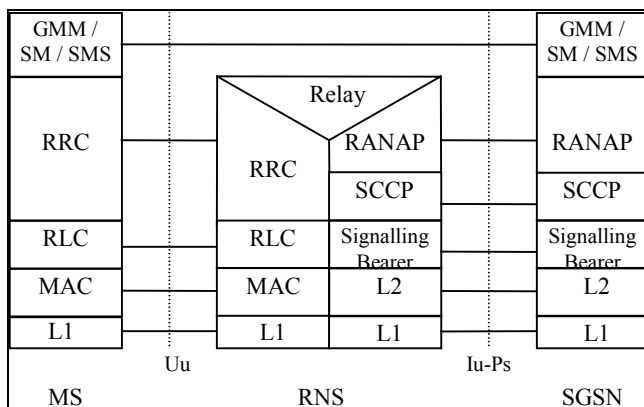 GMM /
SM / SMS
GMM /
SM / SMS
Relay
RRC
RRC
RANAP
RANAP
SCCP
SCCP
RLC
RLC
Signalling
Bearer
Signalling
Bearer
MAC
MAC
L2
L2
L1
L1
L1
L1
Uu
Iu-Ps
MS
RNS
SGSN